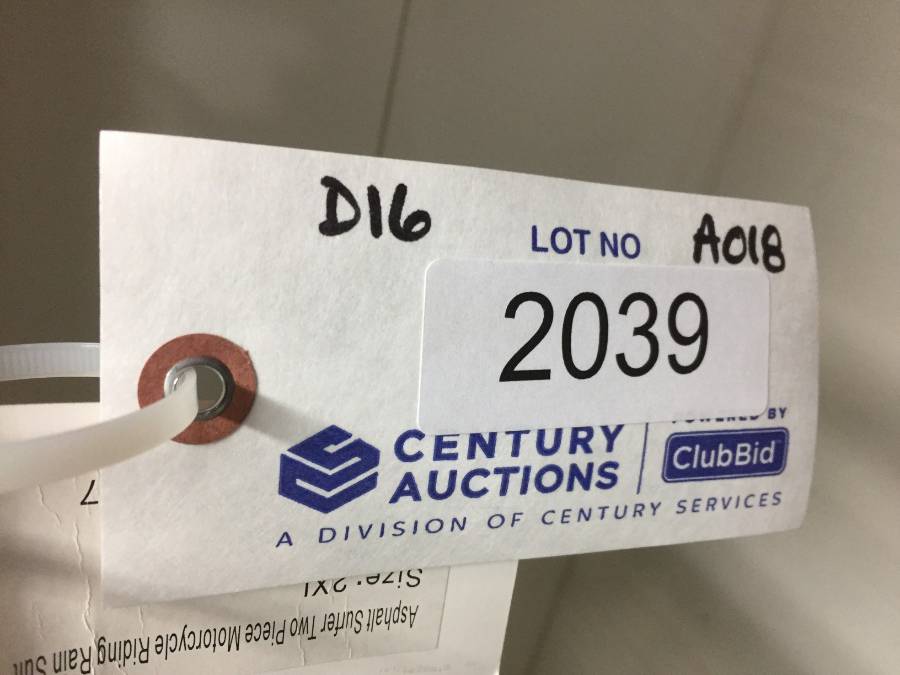 D16
LOT NO
A018
2039
CENTURY
AUCTIONS
POWERED BY
ClubBid
A DIVISION OF CENTURY SERVICES
7
Asphalt Surfer Two Piece Motorcycle Riding Rain Suit
Size: 2XL